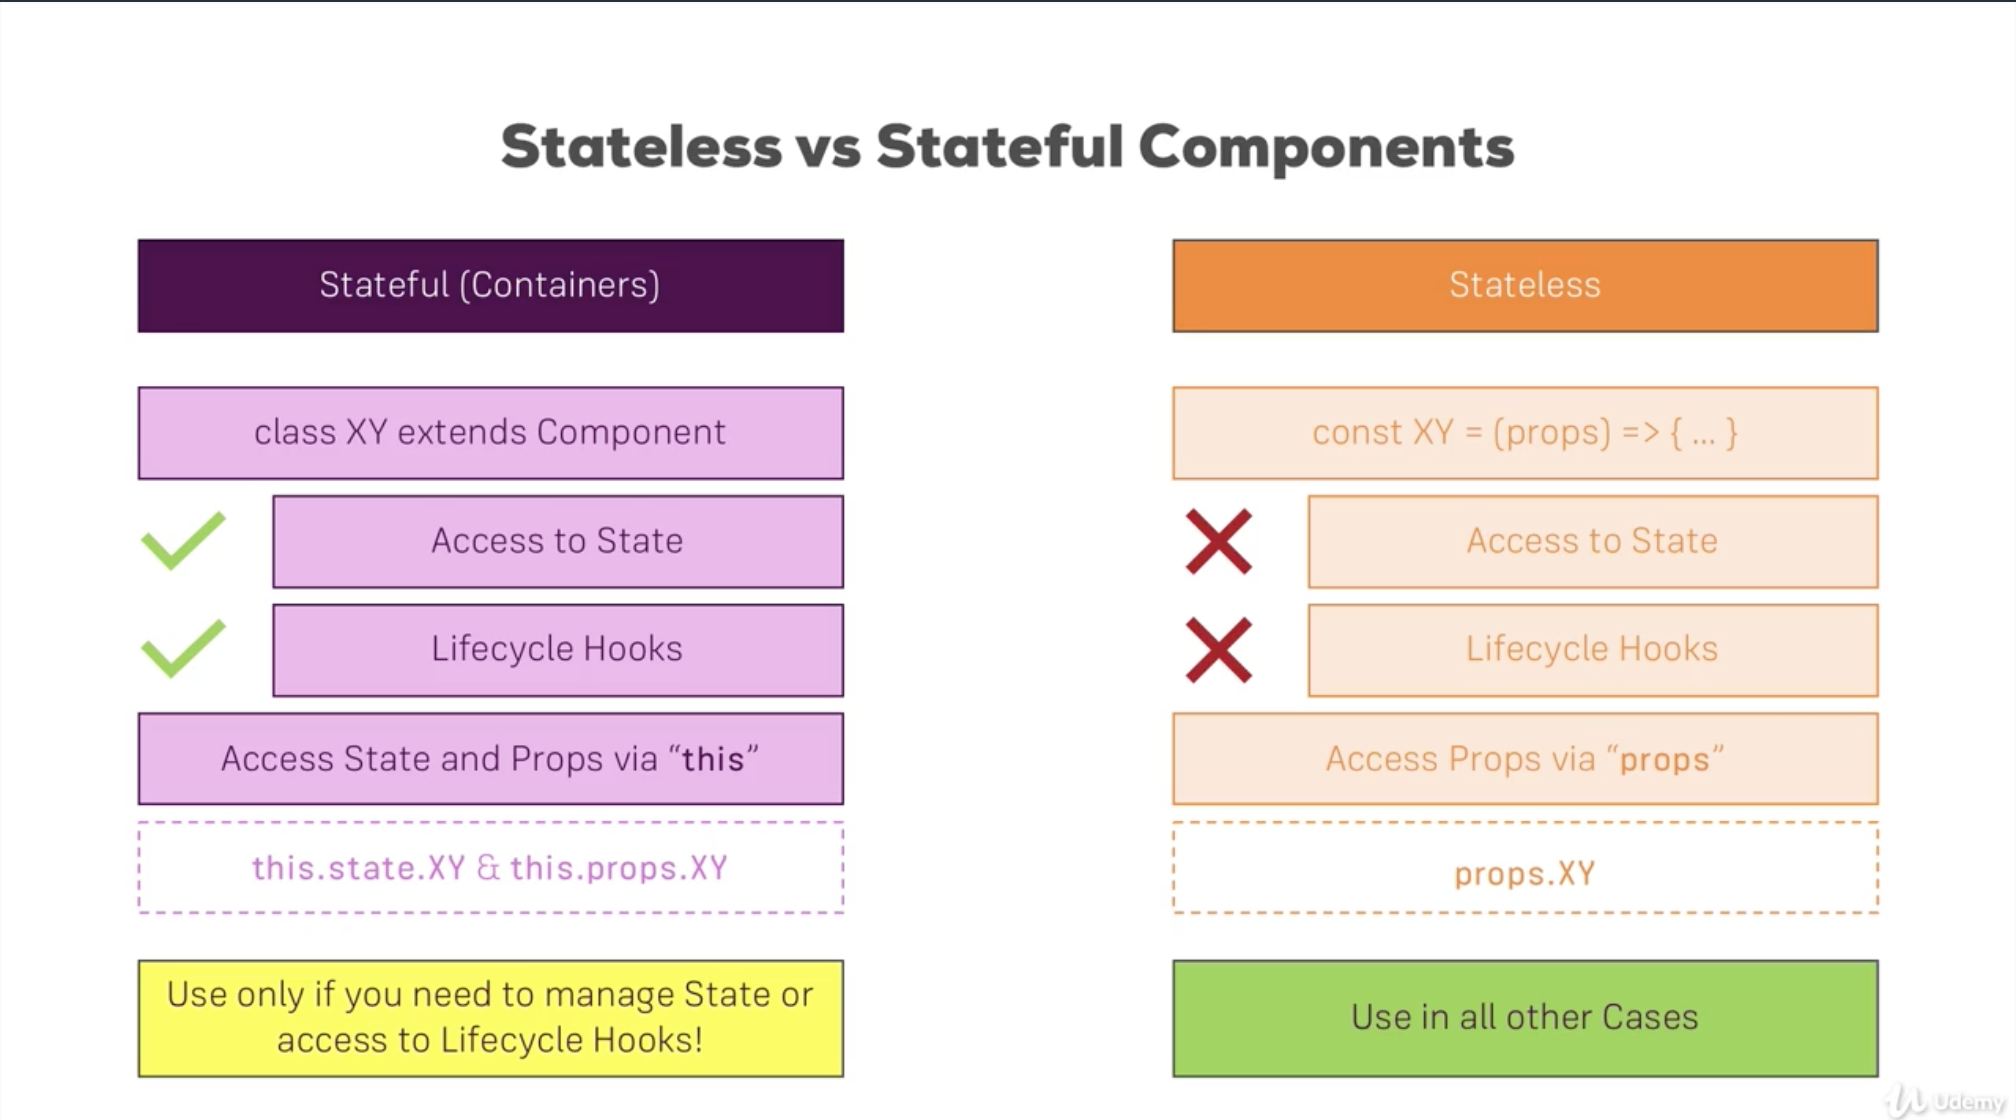 Stateless vs Stateful Components
Stateful (Containers)
class XY extends Component
Access to State
Lifecycle Hooks
Access State and Props via “this”
this.state.XY & this.props.XY
Use only if you need to manage State or
access to Lifecycle Hooks!
Stateless
const XY = (props) => { ... }
Access to State
Lifecycle Hooks
Access Props via “props”
props.XY
Use in all other Cases
Udemy